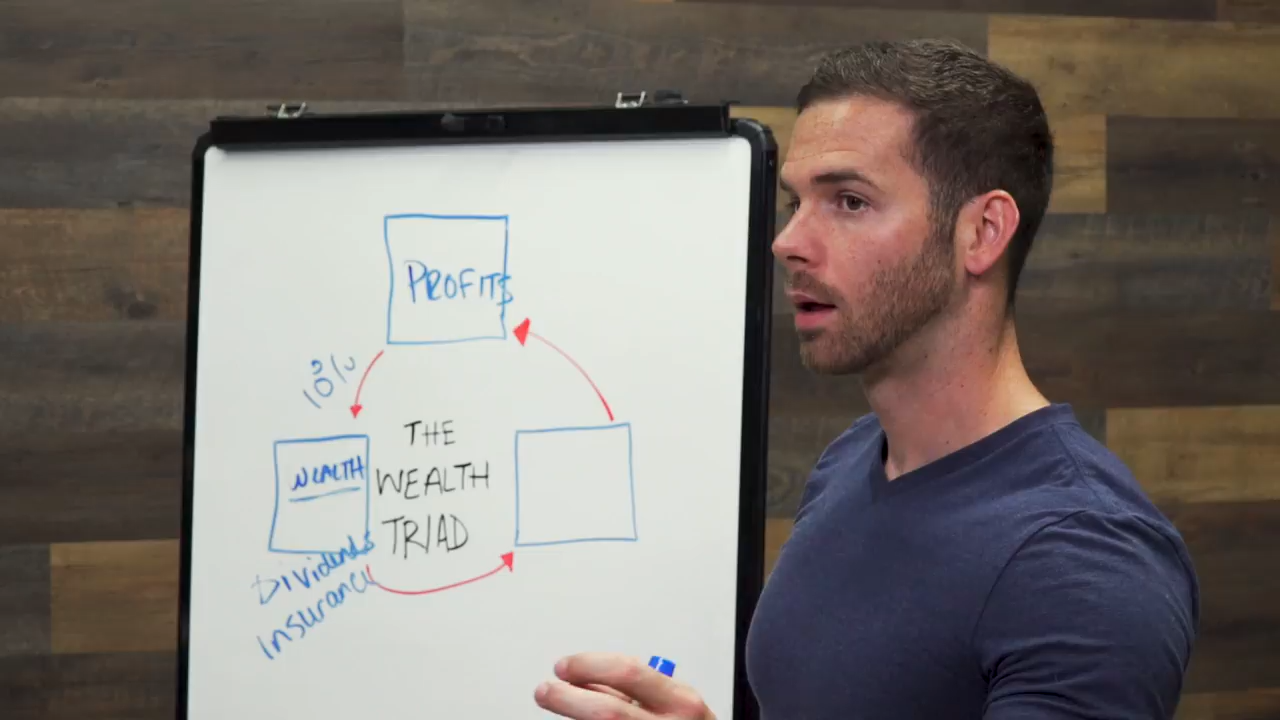 PROFITS
10%
THE
WEALTH
TRIAD
WEALTH
Dividends
Insurance